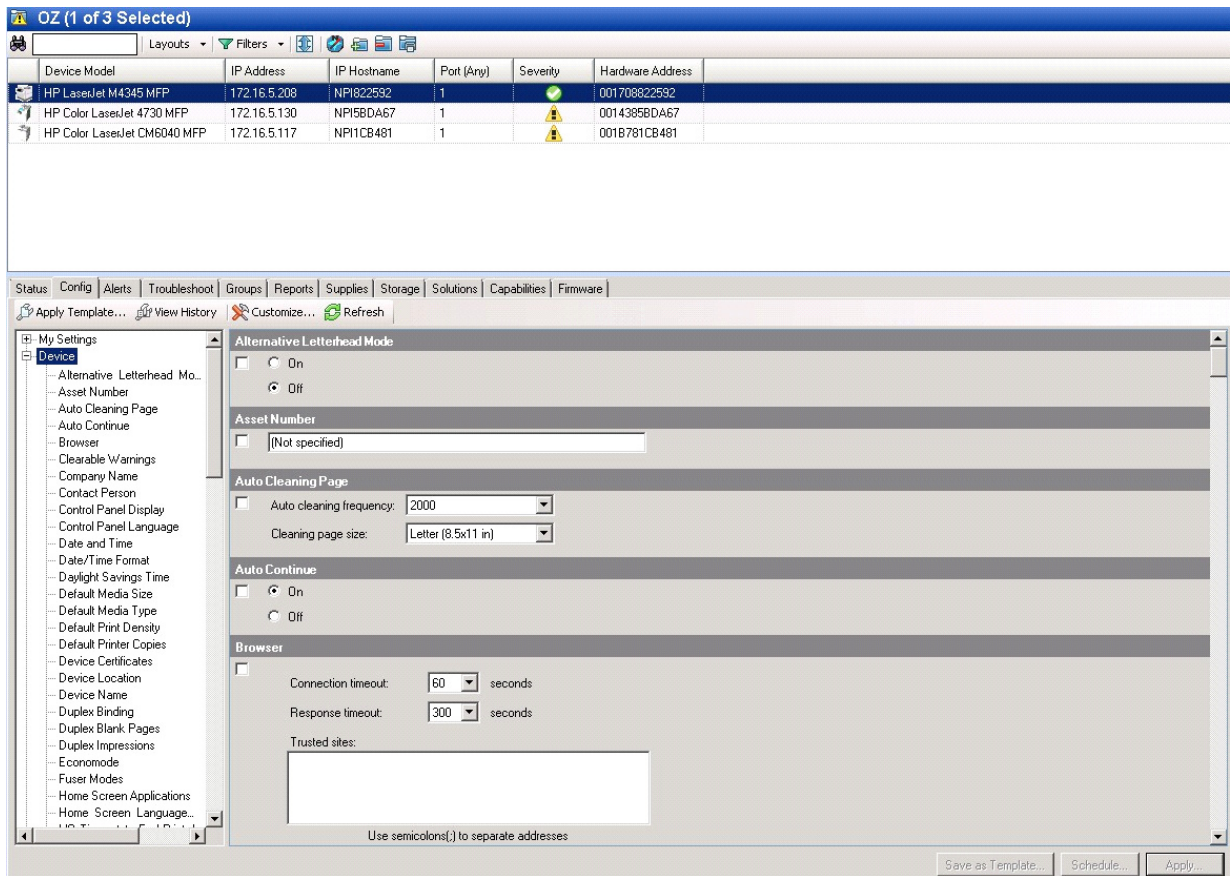 OZ (1 of 3 Selected)
Layouts Filters
Device Model IP Address IP Hostname Port (Any) Severity Hardware Address
HP LaserJet M4345 MFP 172.16.5.208 NPI822592 1 001708822592
HP Color LaserJet 4730 MFP 172.16.5.130 NPI5BDA67 1 0014385BDA67
HP Color LaserJet CM6040 MFP 172.16.5.117 NPI1CB481 1 001B781CB481
Status Config Alerts Troubleshoot Groups Reports Supplies Storage Solutions Capabilities Firmware
Apply Template... View History Customize... Refresh
My Settings
Device
Alternative Letterhead Mo...
Asset Number
Auto Cleaning Page
Auto Continue
Browser
Clearable Warnings
Company Name
Contact Person
Control Panel Display
Control Panel Language
Date and Time
Date/Time Format
Daylight Savings Time
Default Media Size
Default Media Type
Default Print Density
Default Printer Copies
Device Certificates
Device Location
Device Name
Duplex Binding
Duplex Blank Pages
Duplex Impressions
Economode
Fuser Modes
Home Screen Applications
Home Screen Language...
Alternative Letterhead Mode
On
Off
Asset Number
(Not specified)
Auto Cleaning Page
Auto cleaning frequency: 2000
Cleaning page size: Letter (8.5x11 in)
Auto Continue
On
Off
Browser
Connection timeout: 60 seconds
Response timeout: 300 seconds
Trusted sites:
Use semicolons(;) to separate addresses
Save as Template... Schedule... Apply...